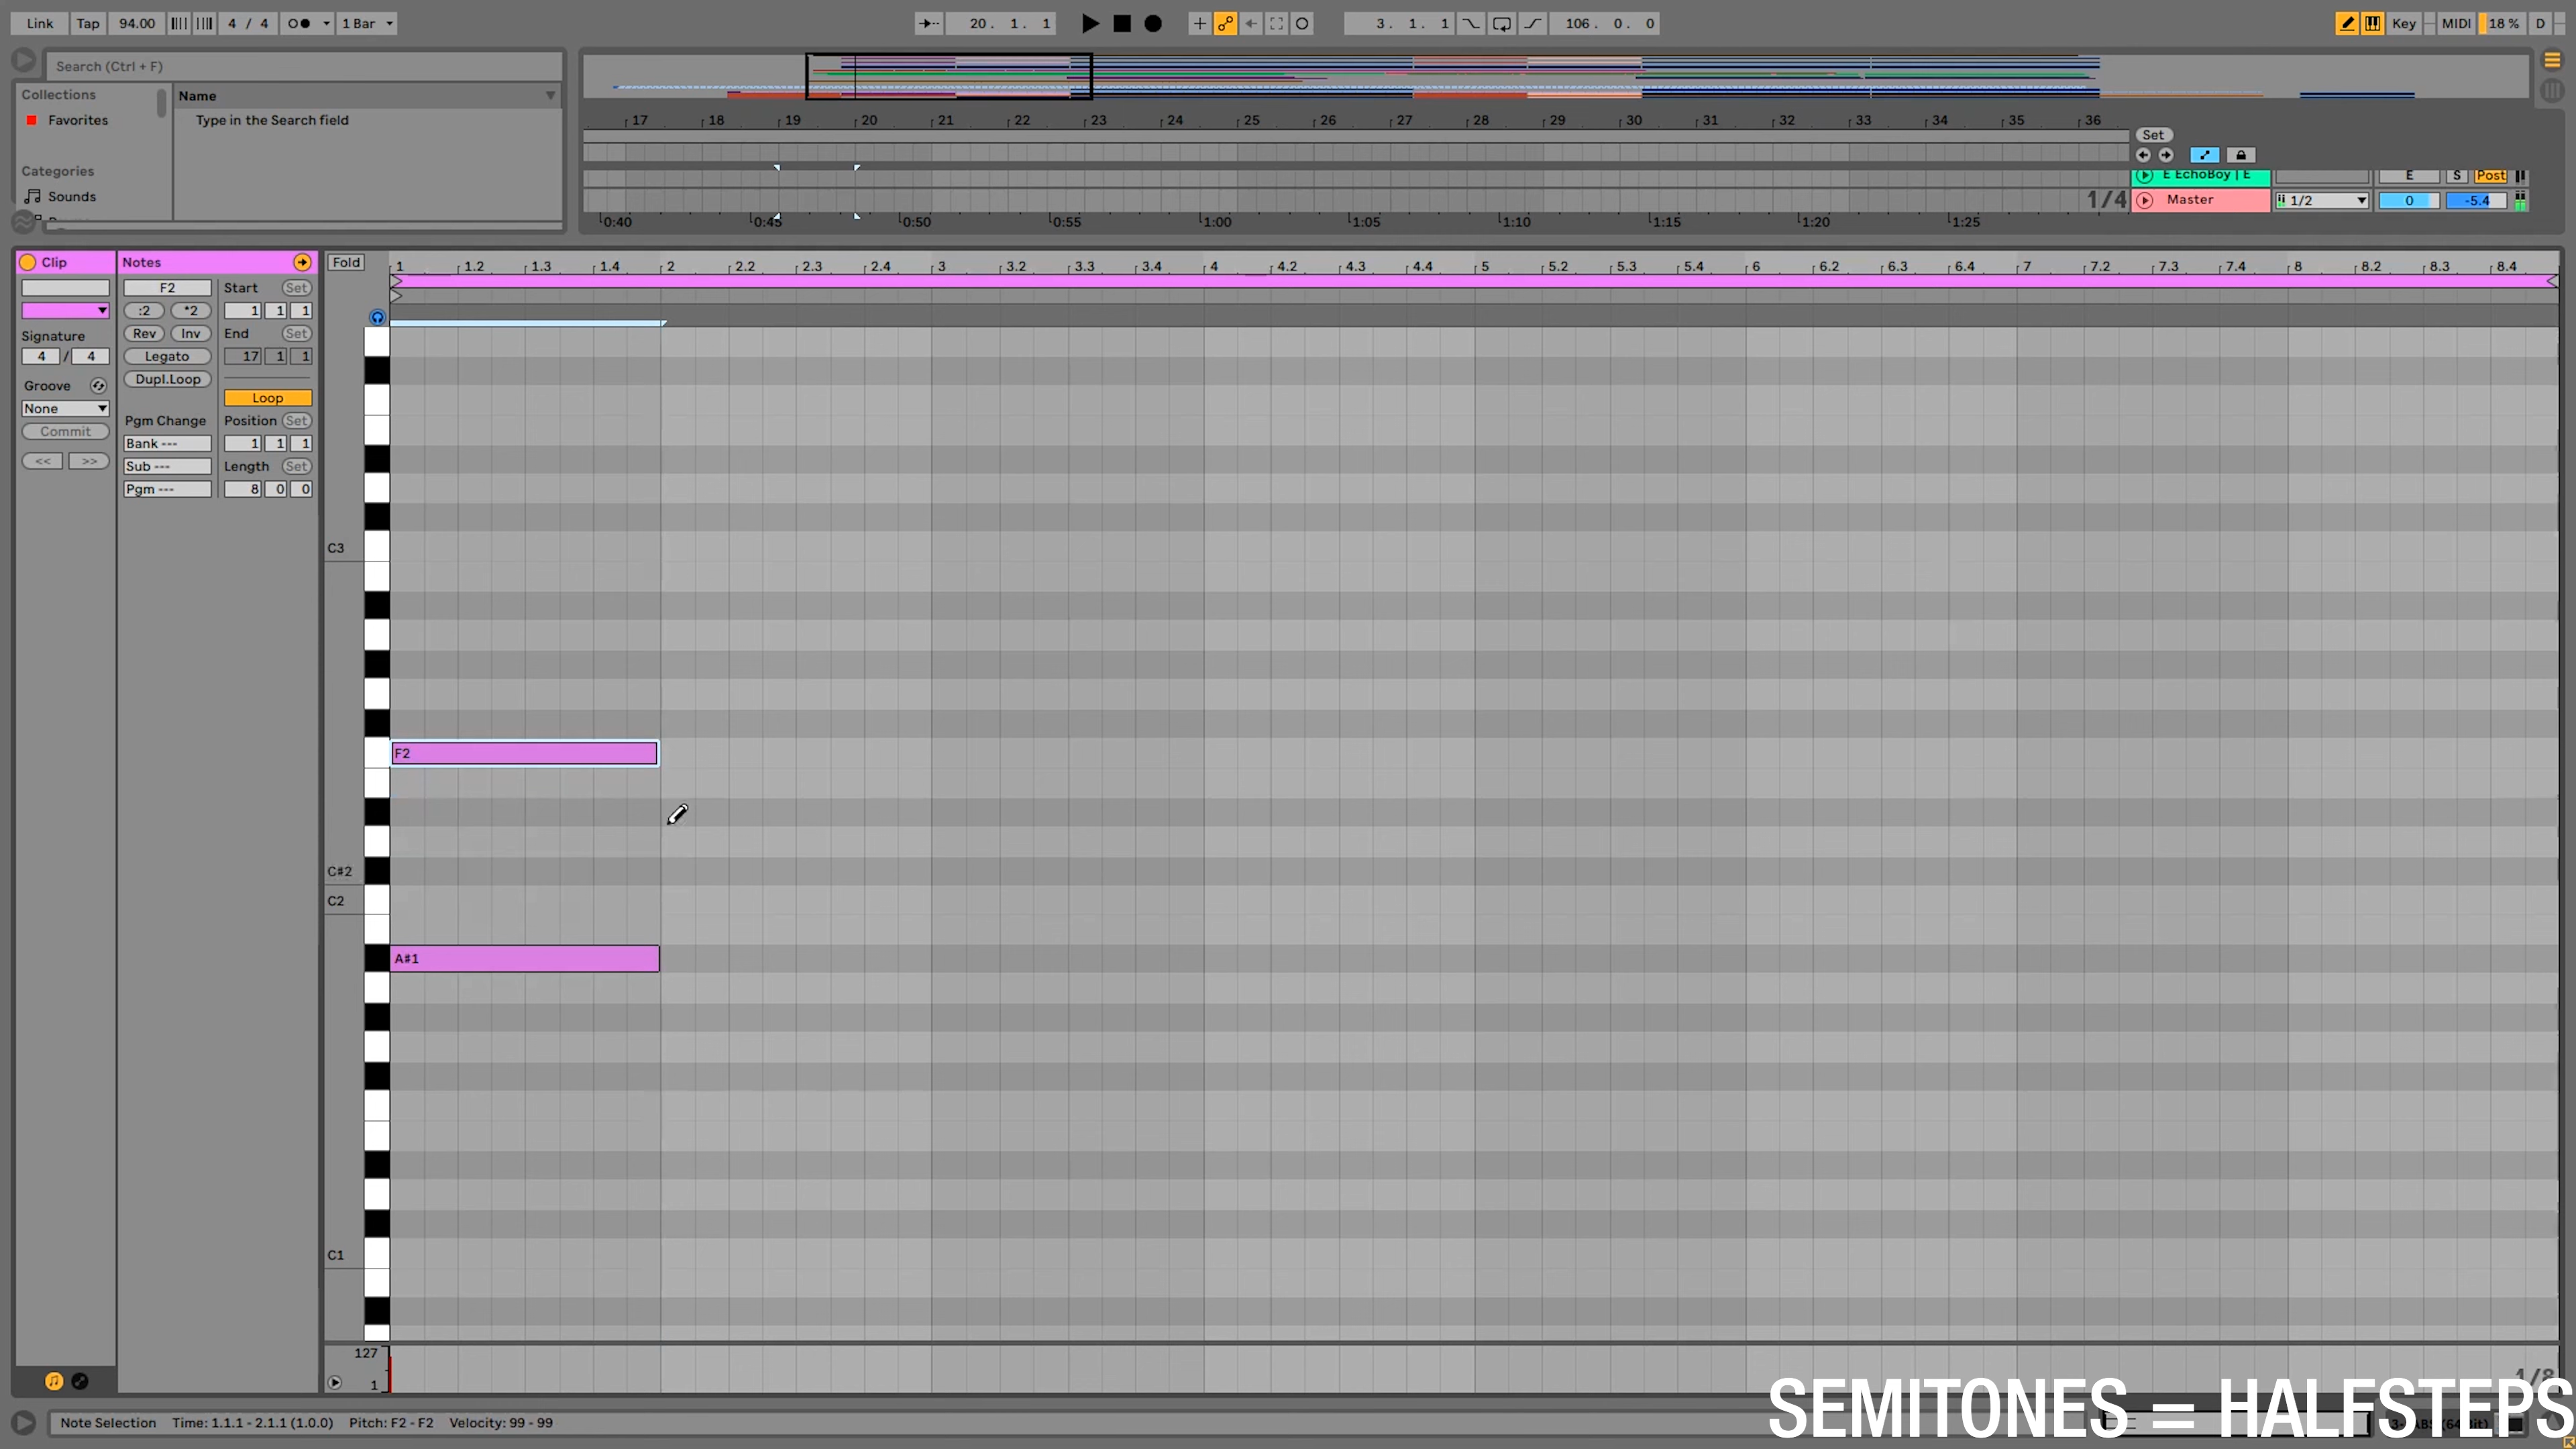 Link Tap 94.00 4 / 4 1 Bar 20. 1. 1 3. 1. 1 106. 0. 0 Key MIDI 18 % D
Search (Ctrl + F)
Collections
Favorites
Categories
Sounds
Name
Type in the Search field
17 18 19 20 21 22 23 24 25 26 27 28 29 30 31 32 33 34 35 36
Set
E EchoBoy | E E S Post
1/4 Master 1/2 0 -5.4
0:40 0:45 0:50 0:55 1:00 1:05 1:10 1:15 1:20 1:25
Clip
Signature
4 / 4
Groove
None
Commit
<< >>
Notes
F2
:2 *2
Rev Inv
Legato
Dupl.Loop
Pgm Change
Bank ---
Sub ---
Pgm ---
Start Set
1 1 1
End Set
17 1 1
Loop
Position Set
1 1 1
Length Set
8 0 0
Fold
1 1.2 1.3 1.4 2 2.2 2.3 2.4 3 3.2 3.3 3.4 4 4.2 4.3 4.4 5 5.2 5.3 5.4 6 6.2 6.3 6.4 7 7.2 7.3 7.4 8 8.2 8.3 8.4
C3
F2
C#2
C2
A#1
C1
127
1
SEMITONES = HALFSTEPS
Note Selection Time: 1.1.1 - 2.1.1 (1.0.0) Pitch: F2 - F2 Velocity: 99 - 99